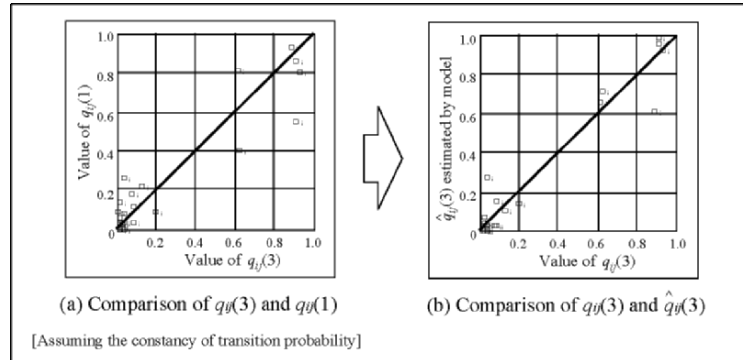 (a)
Value of qij(1)
1.0
0.8
0.6
0.4
0.2
0
0.2 0.4 0.6 0.8 1.0
Value of qij(3)
(b)
q̂ij(3) estimated by model
1.0
0.8
0.6
0.4
0.2
0
0.2 0.4 0.6 0.8 1.0
Value of qij(3)
(a) Comparison of qij(3) and qij(1)
(b) Comparison of qij(3) and q̂ij(3)
[Assuming the constancy of transition probability]